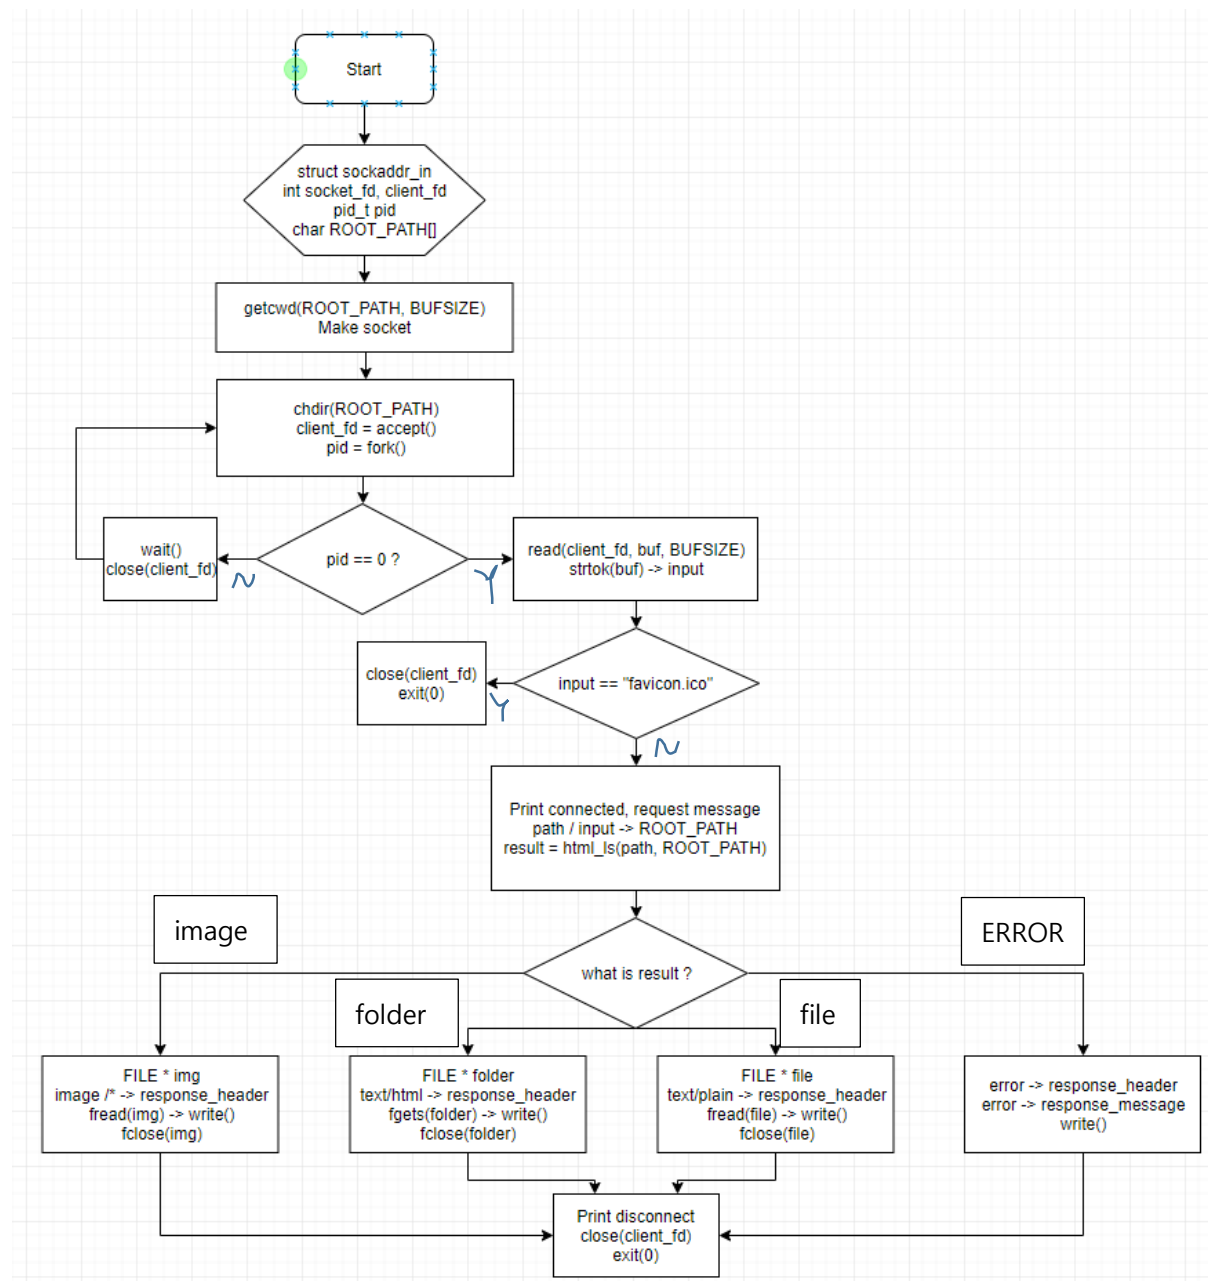 Start
struct sockaddr_in
int socket_fd, client_fd
pid_t pid
char ROOT_PATH[]
getcwd(ROOT_PATH, BUFSIZE)
Make socket
chdir(ROOT_PATH)
client_fd = accept()
pid = fork()
wait()
close(client_fd)
N
pid == 0 ?
Y
read(client_fd, buf, BUFSIZE)
strtok(buf) -> input
close(client_fd)
exit(0)
Y
input == "favicon.ico"
N
Print connected, request message
path / input -> ROOT_PATH
result = html_ls(path, ROOT_PATH)
image
ERROR
what is result ?
folder
file
FILE * img
image /* -> response_header
fread(img) -> write()
fclose(img)
FILE * folder
text/html -> response_header
fgets(folder) -> write()
fclose(folder)
FILE * file
text/plain -> response_header
fread(file) -> write()
fclose(file)
error -> response_header
error -> response_message
write()
Print disconnect
close(client_fd)
exit(0)